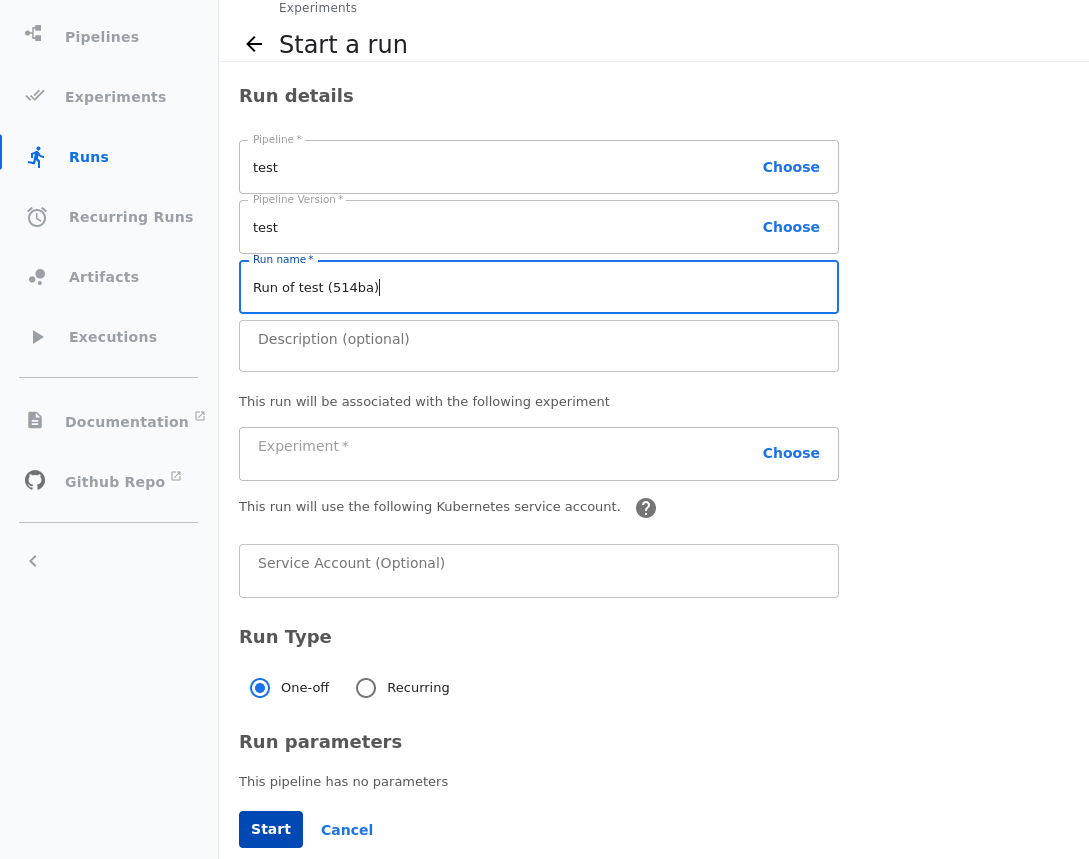 Pipelines
Experiments
Runs
Recurring Runs
Artifacts
Executions
Documentation
Github Repo
Experiments
Start a run
Run details
Pipeline *
test
Choose
Pipeline Version *
test
Choose
Run name *
Run of test (514ba)
Description (optional)
This run will be associated with the following experiment
Experiment *
Choose
This run will use the following Kubernetes service account.
Service Account (Optional)
Run Type
One-off
Recurring
Run parameters
This pipeline has no parameters
Start
Cancel